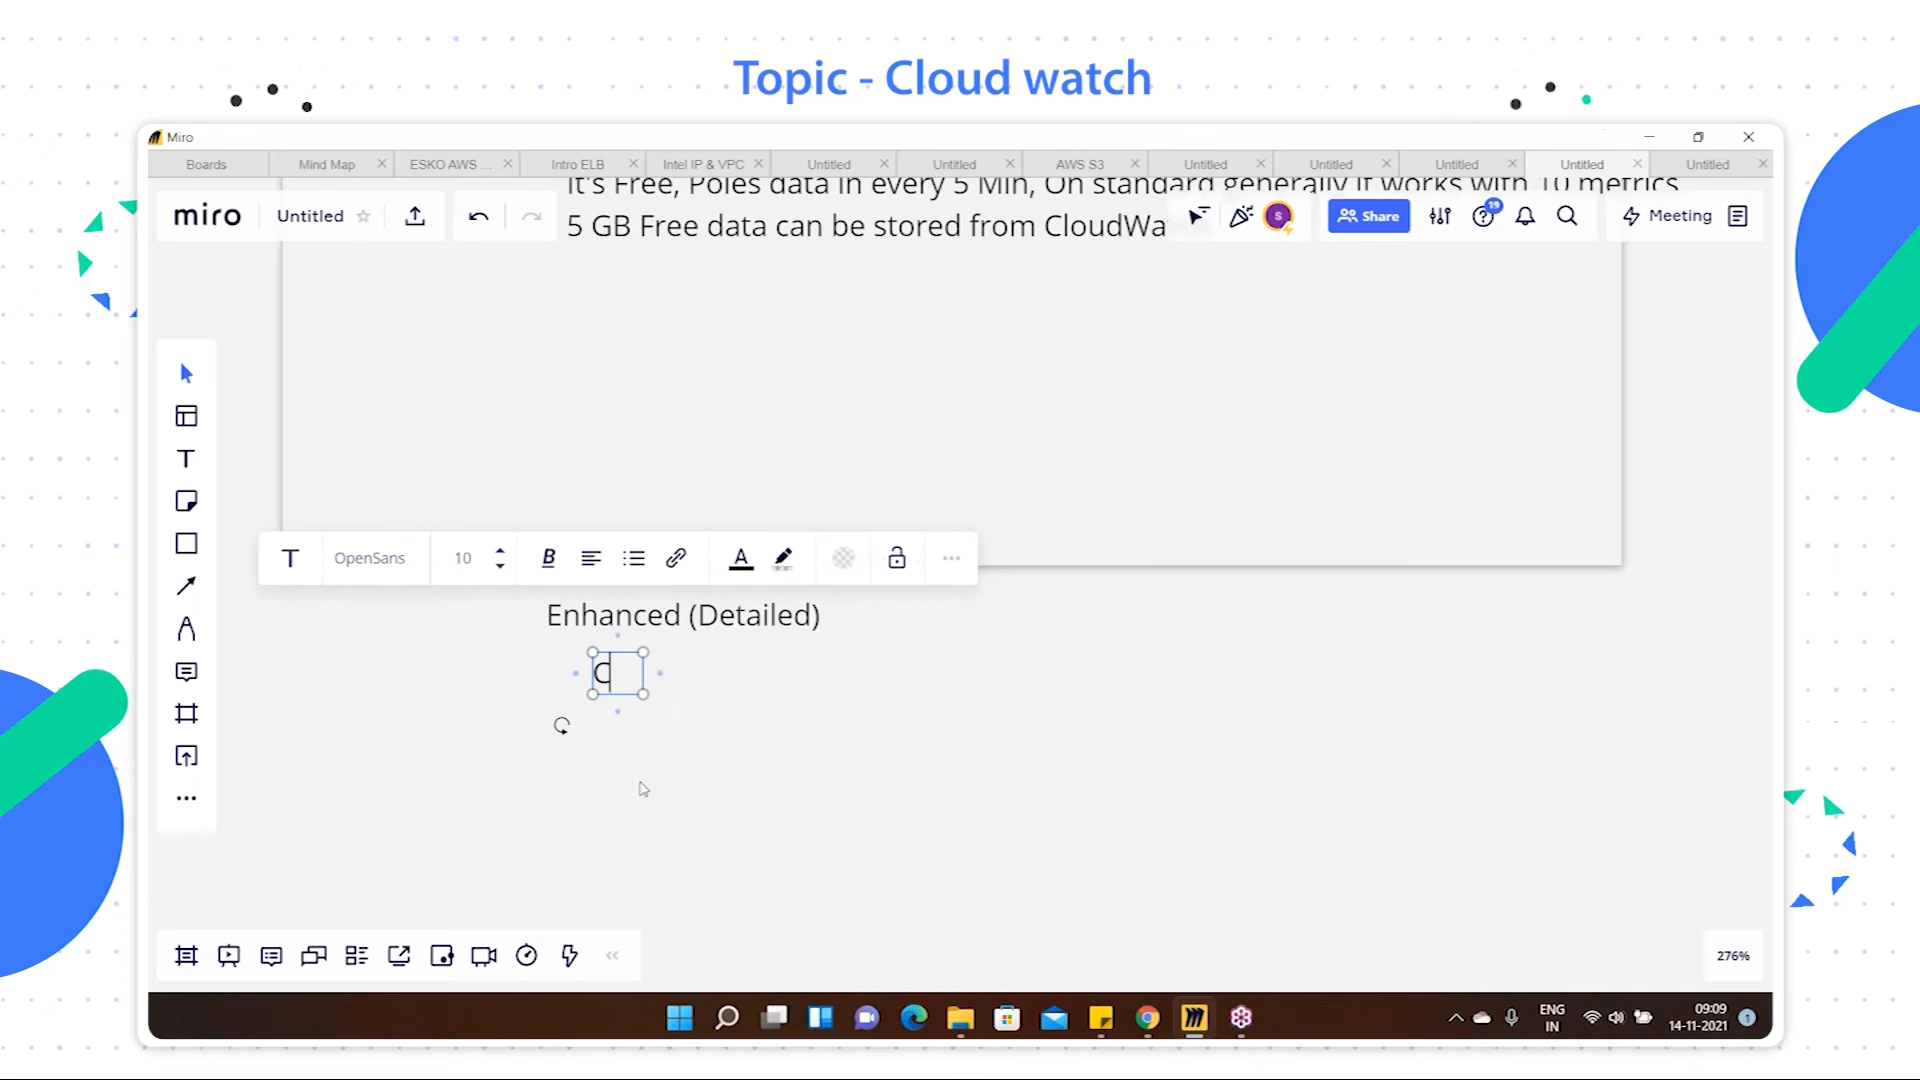 Topic - Cloud watch
Miro
Boards
Mind Map
ESKO AWS ...
Intro ELB
Intel IP & VPC
Untitled
Untitled
AWS S3
Untitled
Untitled
Untitled
Untitled
Untitled
It's Free, Poles data in every 5 Min, On standard generally it works with 10 metrics
miro
Untitled
5 GB Free data can be stored from CloudWa
S
Share
19
Meeting
OpenSans
10
B
A
Enhanced (Detailed)
C
276%
ENG
IN
09:09
14-11-2021
1